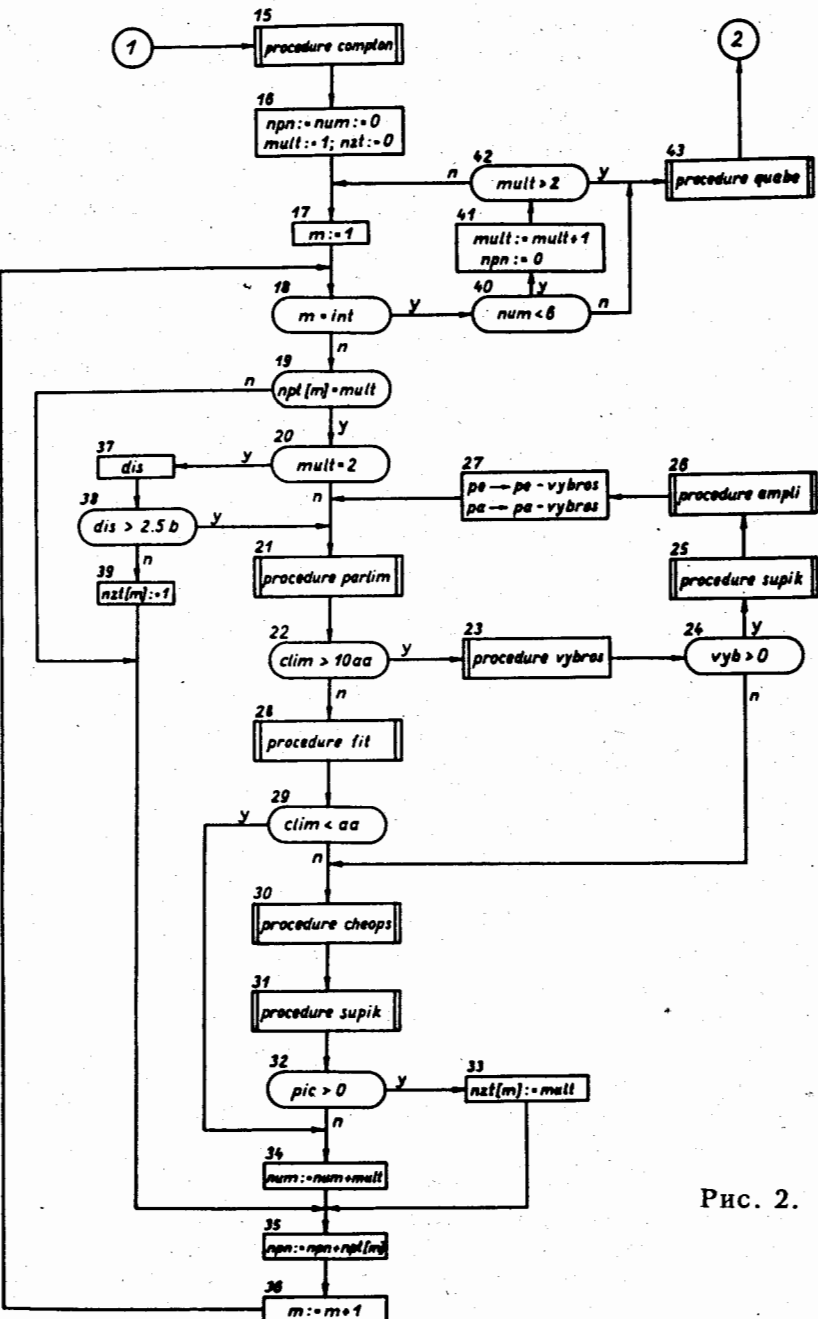 1
15
procedure compton
2
16
npn:=num:=0
mult:=1; nzt:=0
n
42
mult>2
y
43
procedure quabe
17
m:=1
41
mult:=mult+1
npn:=0
18
m=int
y
40
y
num<6
n
n
19
n
npl[m]=mult
y
37
dis
y
20
mult=2
n
27
pe→pe-vybros
pa→pa-vybros
26
procedure ampli
38
dis>2.5b
y
n
39
nzt[m]:=1
21
procedure parlim
25
procedure supik
22
clim>10aa
y
23
procedure vybros
24
y
vyb>0
n
n
28
procedure fit
29
y
clim<aa
n
30
procedure cheops
31
procedure supik
32
pic>0
y
33
nzt[m]:=mult
n
34
num:=num+mult
35
npn:=npn+npl[m]
36
m:=m+1
Рис. 2.